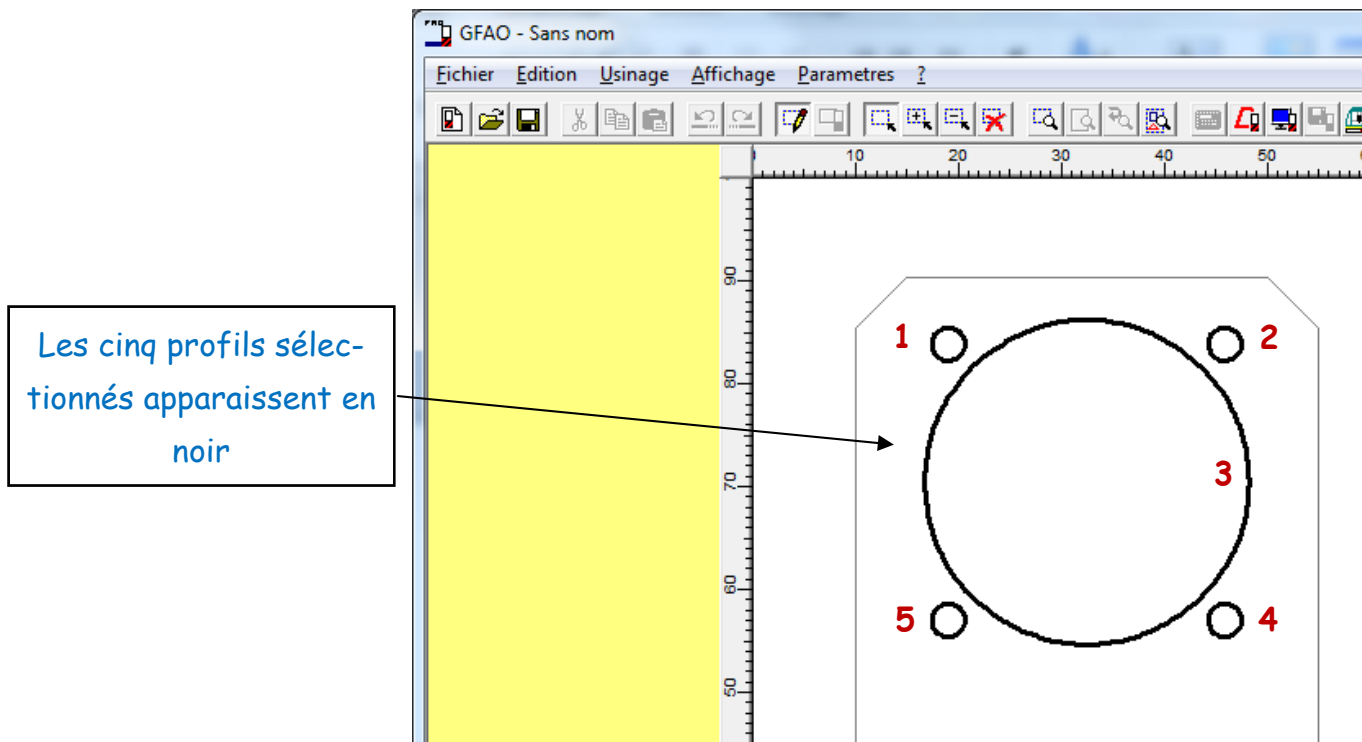 GFAO - Sans nom
Fichier Edition Usinage Affichage Parametres ?
10 20 30 40 50
90
80
70
60
50
Les cinq profils sélec-
tionnés apparaissent en
noir
1 2
3
5 4